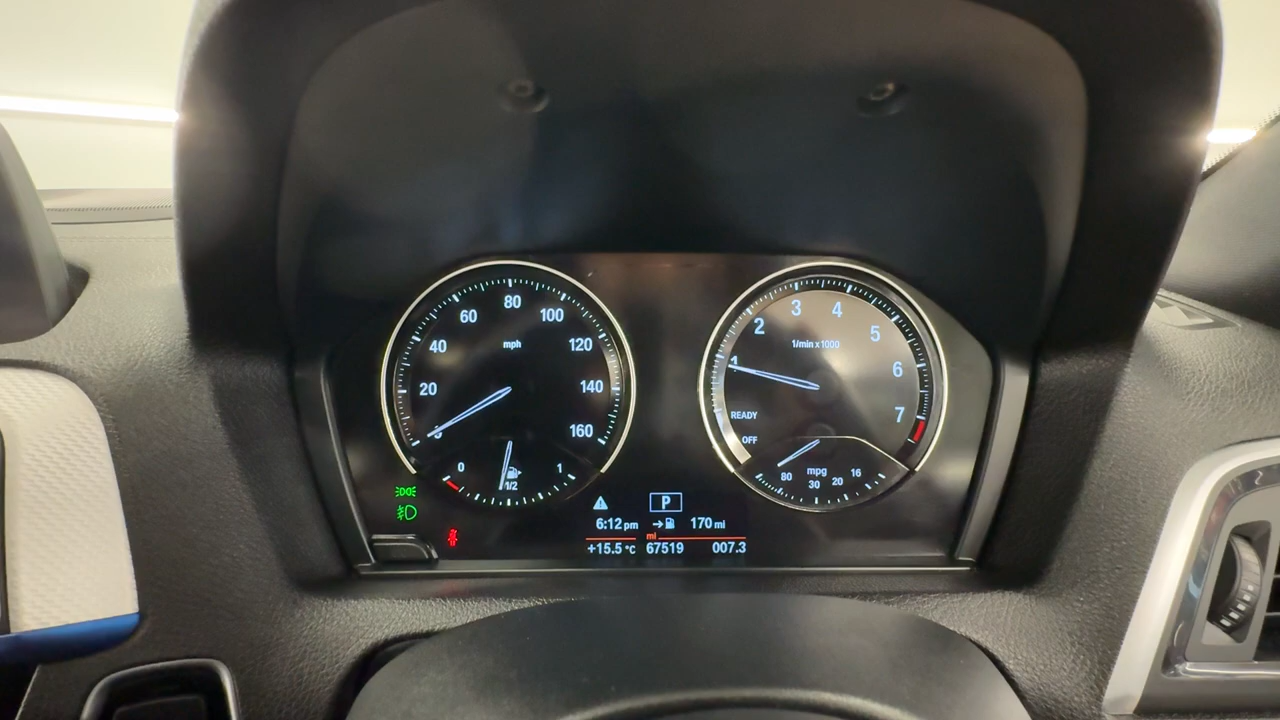 80
60 100
40 mph 120
20 140
0 160
0 1/2 1
3 4
2 5
1/min x 1000
1 6
READY 7
OFF
80 mpg 16
30 20
P
6:12 pm 170 mi
mi
+15.5 °C 67519 007.3